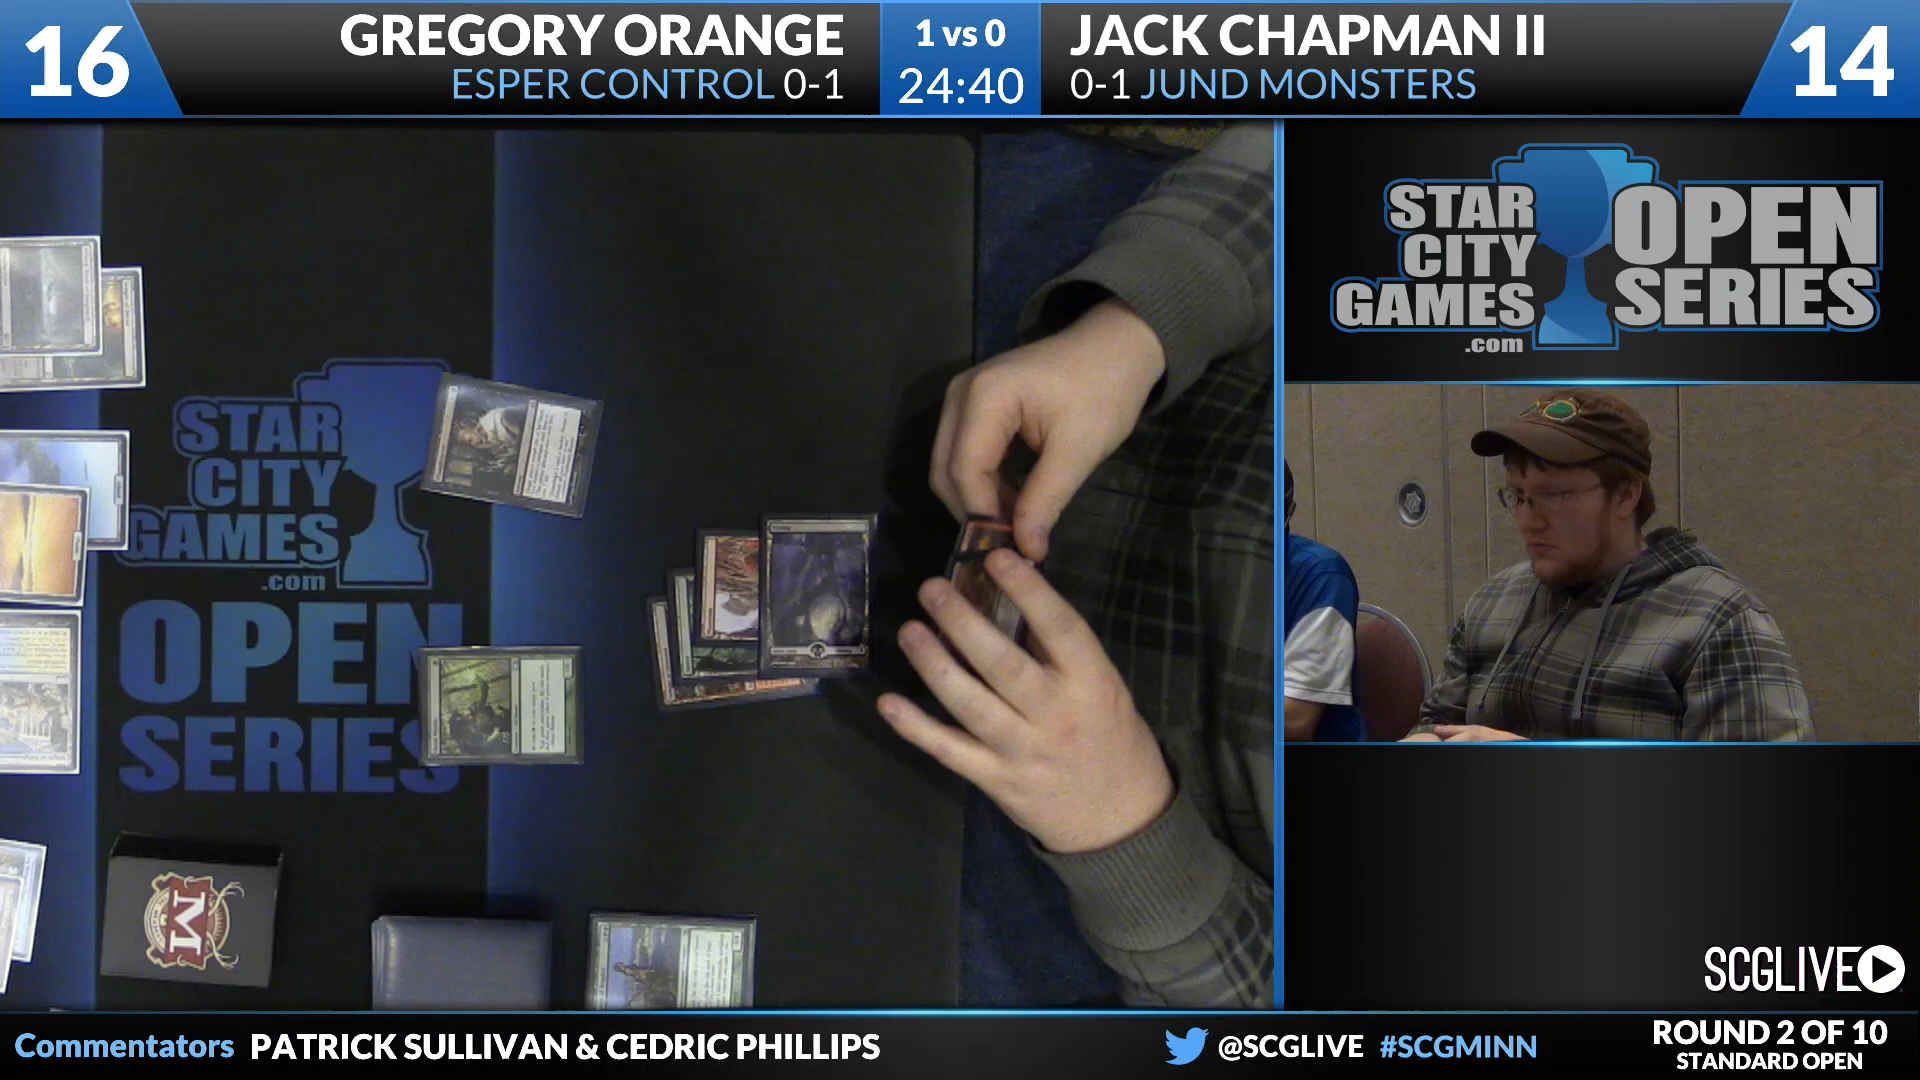 16
GREGORY ORANGE
ESPER CONTROL 0-1
1 vs 0
24:40
JACK CHAPMAN II
0-1 JUND MONSTERS
14
STAR
CITY
GAMES
.com
OPEN
SERIES
STAR
CITY
GAMES
.com
OPEN
SERIES
M
SCGLIVE
Commentators PATRICK SULLIVAN & CEDRIC PHILLIPS
@SCGLIVE #SCGMINN
ROUND 2 OF 10
STANDARD OPEN